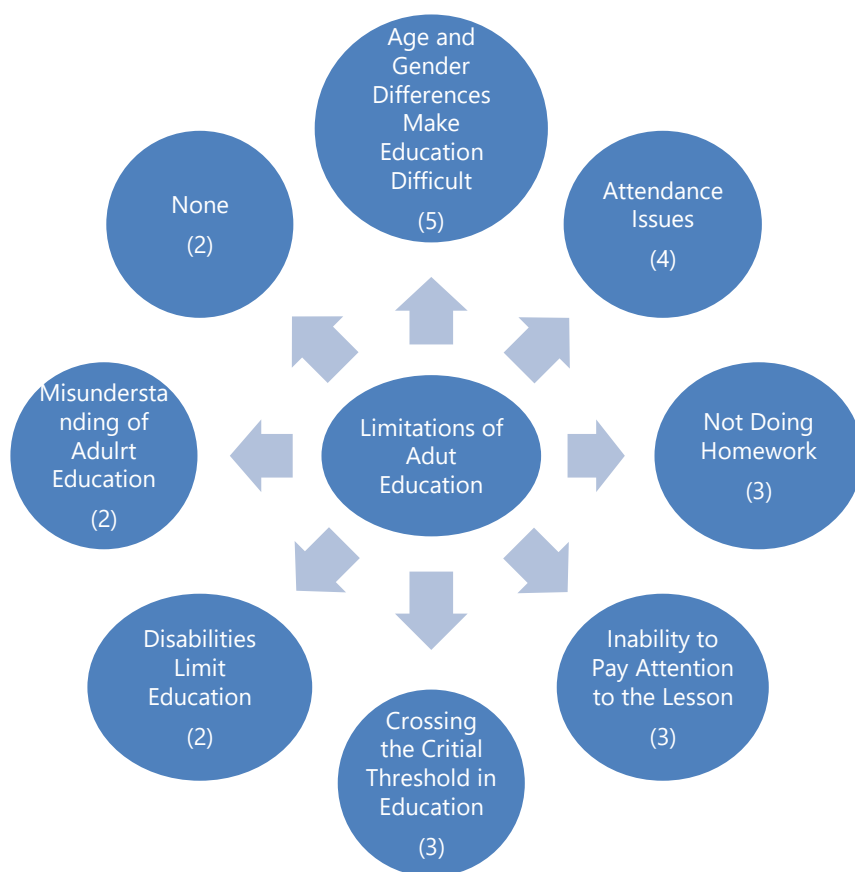 Age and
Gender
Differences
Make
Education
Difficult
(5)
Attendance
Issues
(4)
Not Doing
Homework
(3)
Inability to
Pay Attention
to the Lesson
(3)
Crossing
the Critial
Threshold in
Education
(3)
Disabilities
Limit
Education
(2)
Misundersta
nding of
Adulrt
Education
(2)
None
(2)
Limitations of
Adut
Education